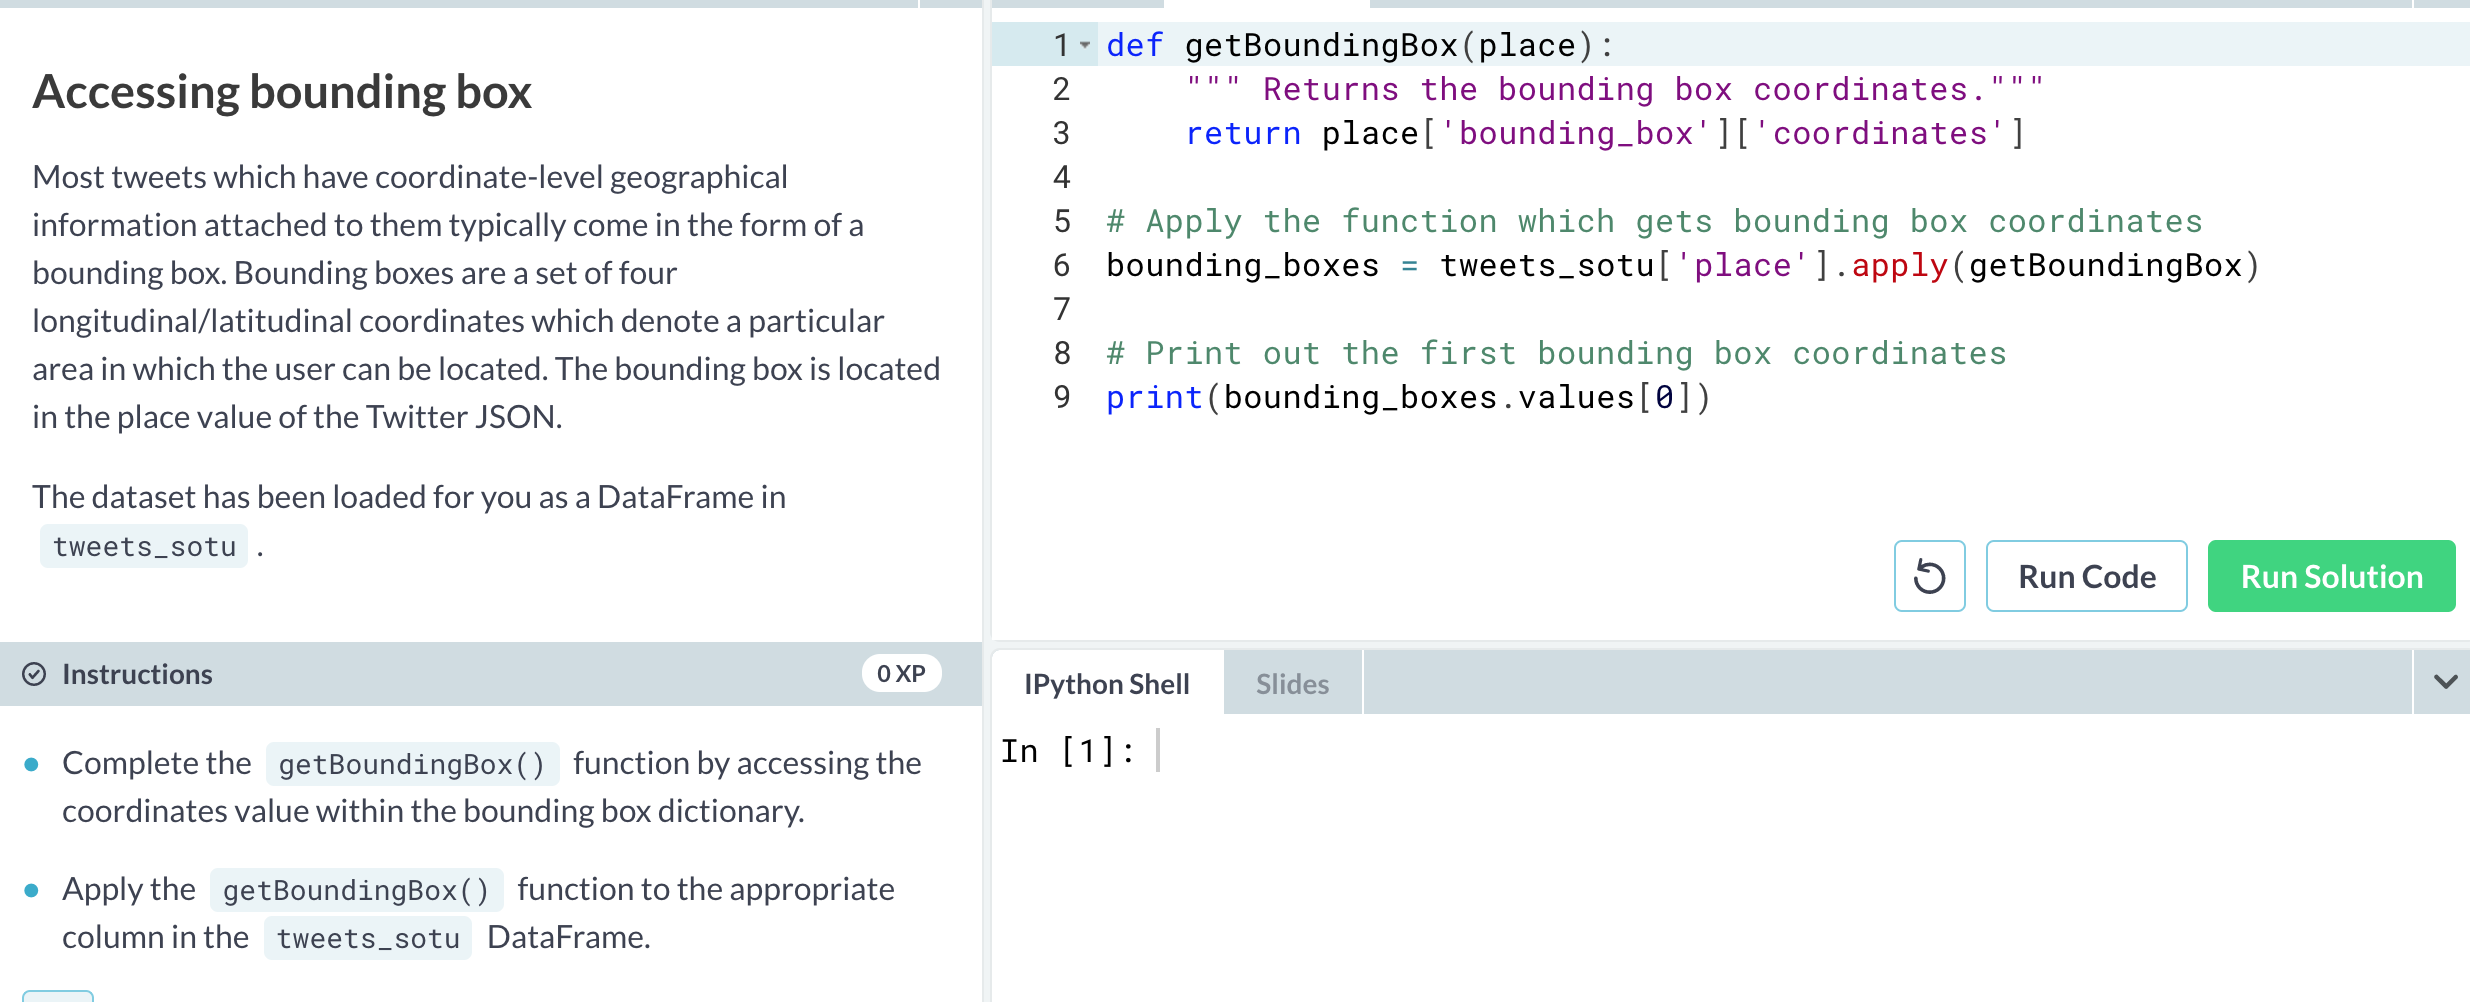 Accessing bounding box
Most tweets which have coordinate-level geographical
information attached to them typically come in the form of a
bounding box. Bounding boxes are a set of four
longitudinal/latitudinal coordinates which denote a particular
area in which the user can be located. The bounding box is located
in the place value of the Twitter JSON.
The dataset has been loaded for you as a DataFrame in
tweets_sotu .
Instructions
0 XP
Complete the getBoundingBox() function by accessing the
coordinates value within the bounding box dictionary.
Apply the getBoundingBox() function to the appropriate
column in the tweets_sotu DataFrame.
1 def getBoundingBox(place):
2     """ Returns the bounding box coordinates."""
3     return place['bounding_box']['coordinates']
4
5 # Apply the function which gets bounding box coordinates
6 bounding_boxes = tweets_sotu['place'].apply(getBoundingBox)
7
8 # Print out the first bounding box coordinates
9 print(bounding_boxes.values[0])
Run Code
Run Solution
IPython Shell
Slides
In [1]: